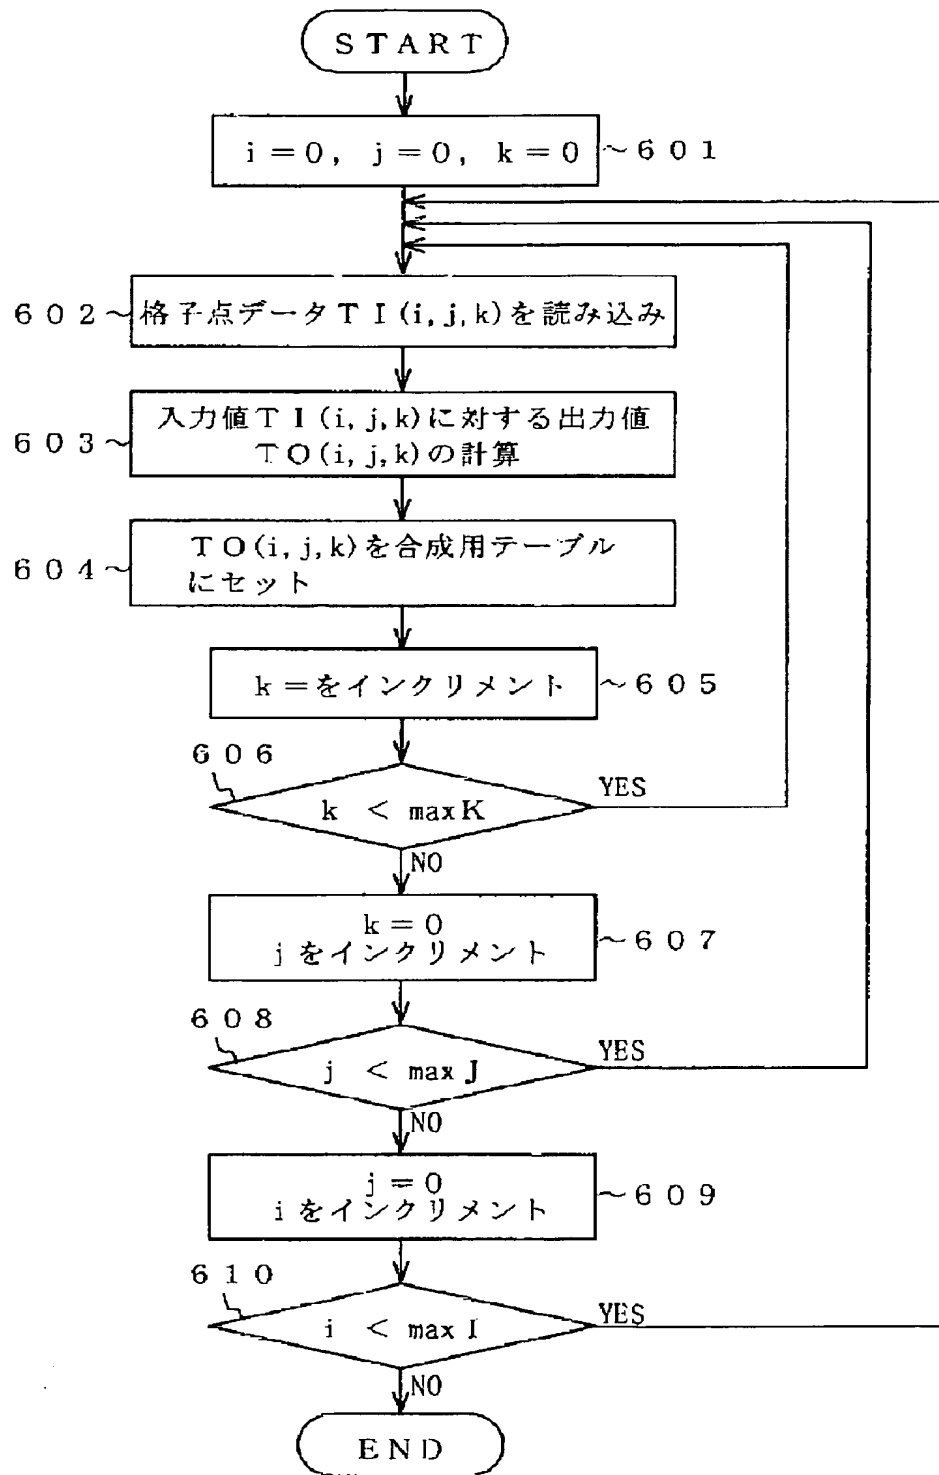 START
i=0, j=0, k=0
~601
602~
格子点データTI(i,j,k)を読み込み
603~
入力値TI(i,j,k)に対する出力値
TO(i,j,k)の計算
604~
TO(i,j,k)を合成用テーブル
にセット
k=をインクリメント
~605
606
k < maxK
YES
NO
k=0
jをインクリメント
~607
608
j < maxJ
YES
NO
j=0
iをインクリメント
~609
610
i < maxI
YES
NO
END